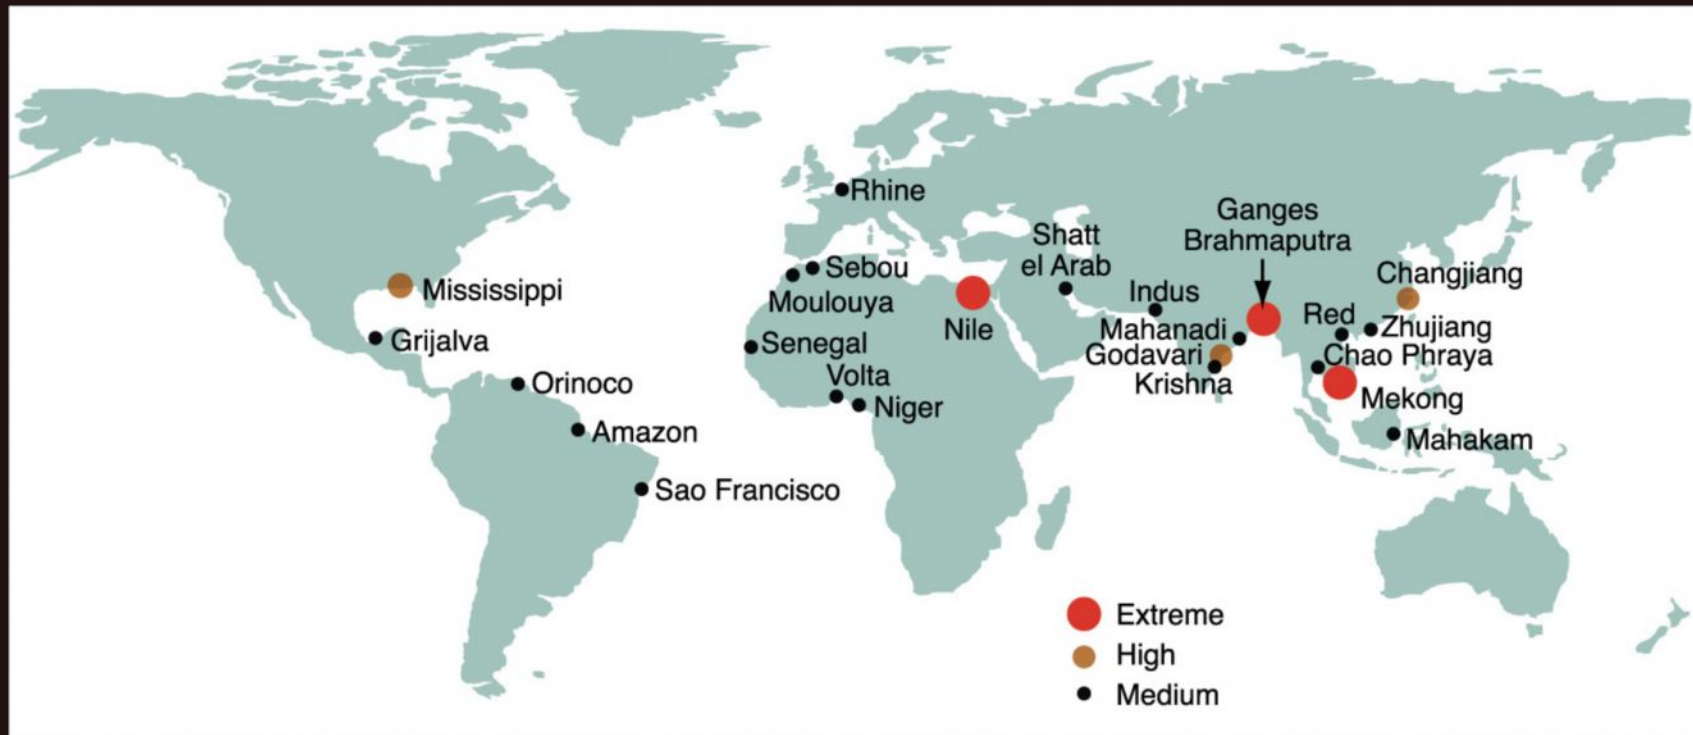 Rhine
Ganges
Brahmaputra
Shatt
el Arab
Sebou
Moulouya
Changjiang
Mississippi
Indus
Nile
Red
Zhujiang
Mahanadi
Grijalva
Senegal
Godavari
Chao Phraya
Krishna
Volta
Orinoco
Niger
Mekong
Amazon
Mahakam
Sao Francisco
Extreme
High
Medium